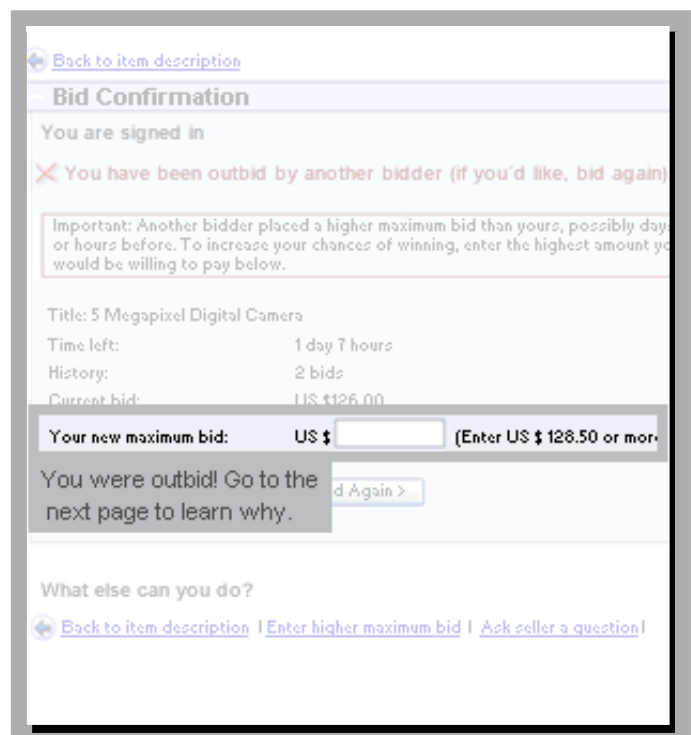 Back to item description
Bid Confirmation
You are signed in
You have been outbid by another bidder (if you´d like, bid again)
Important: Another bidder placed a higher maximum bid than yours, possibly
or hours before. To increase your chances of winning, enter the highest amount
would be willing to pay below.
Title: 5 Megapixel Digital Camera
Time left: 1 day 7 hours
History: 2 bids
Current bid: US $126.00
Your new maximum bid: US $ (Enter US $ 128.50 or
You were outbid! Go to the
next page to learn why.
Again >
What else can you do?
Back to item description | Enter higher maximum bid | Ask seller a question |